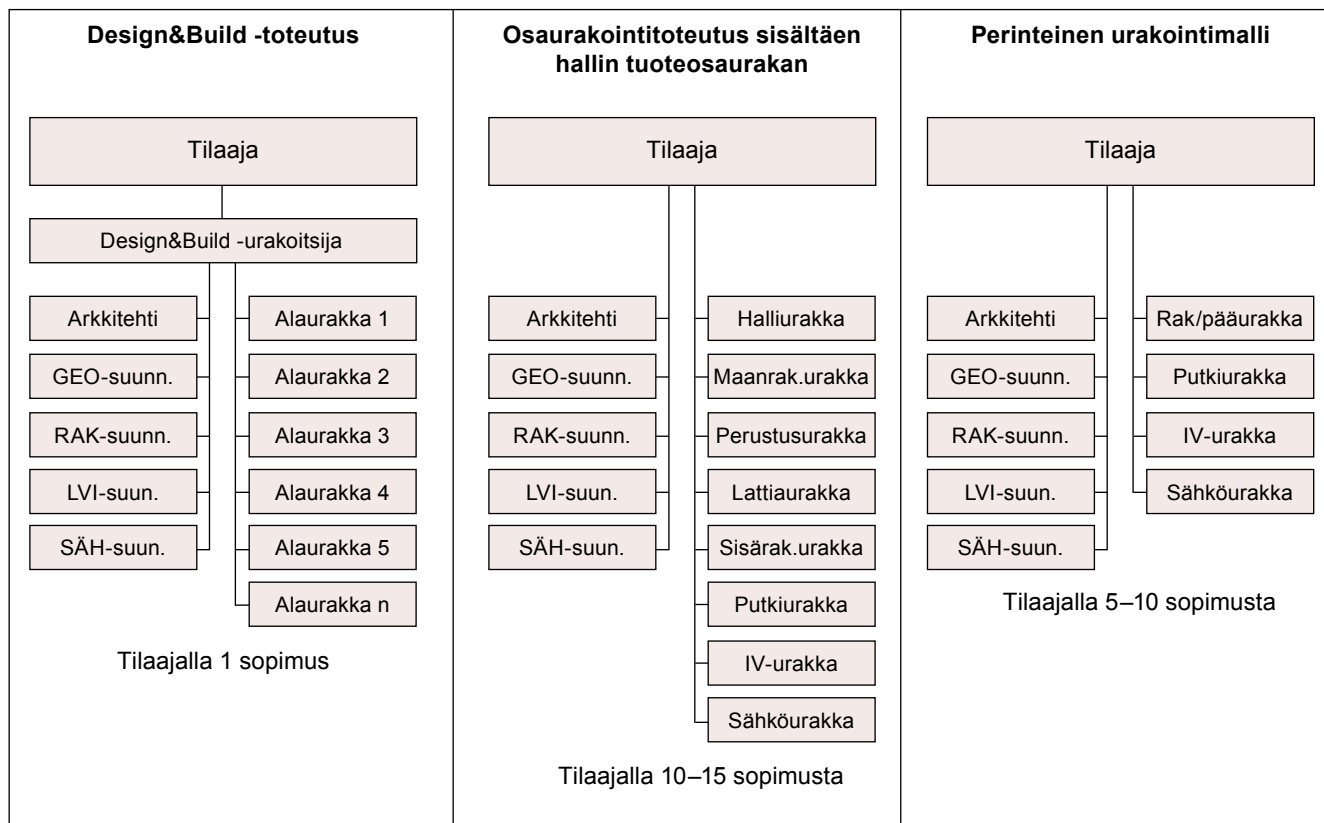 Design&Build -toteutus
Tilaaja
Design&Build -urakoitsija
Arkkitehti
GEO-suunn.
RAK-suunn.
LVI-suun.
SÄH-suun.
Alaurakka 1
Alaurakka 2
Alaurakka 3
Alaurakka 4
Alaurakka 5
Alaurakka n
Tilaajalla 1 sopimus
Osaurakointitoteutus sisältäen
hallin tuoteosaurakan
Tilaaja
Arkkitehti
GEO-suunn.
RAK-suunn.
LVI-suun.
SÄH-suun.
Halliurakka
Maanrak.urakka
Perustusurakka
Lattiaurakka
Sisärak.urakka
Putkiurakka
IV-urakka
Sähköurakka
Tilaajalla 10–15 sopimusta
Perinteinen urakointimalli
Tilaaja
Arkkitehti
GEO-suunn.
RAK-suunn.
LVI-suun.
SÄH-suun.
Rak/pääurakka
Putkiurakka
IV-urakka
Sähköurakka
Tilaajalla 5–10 sopimusta